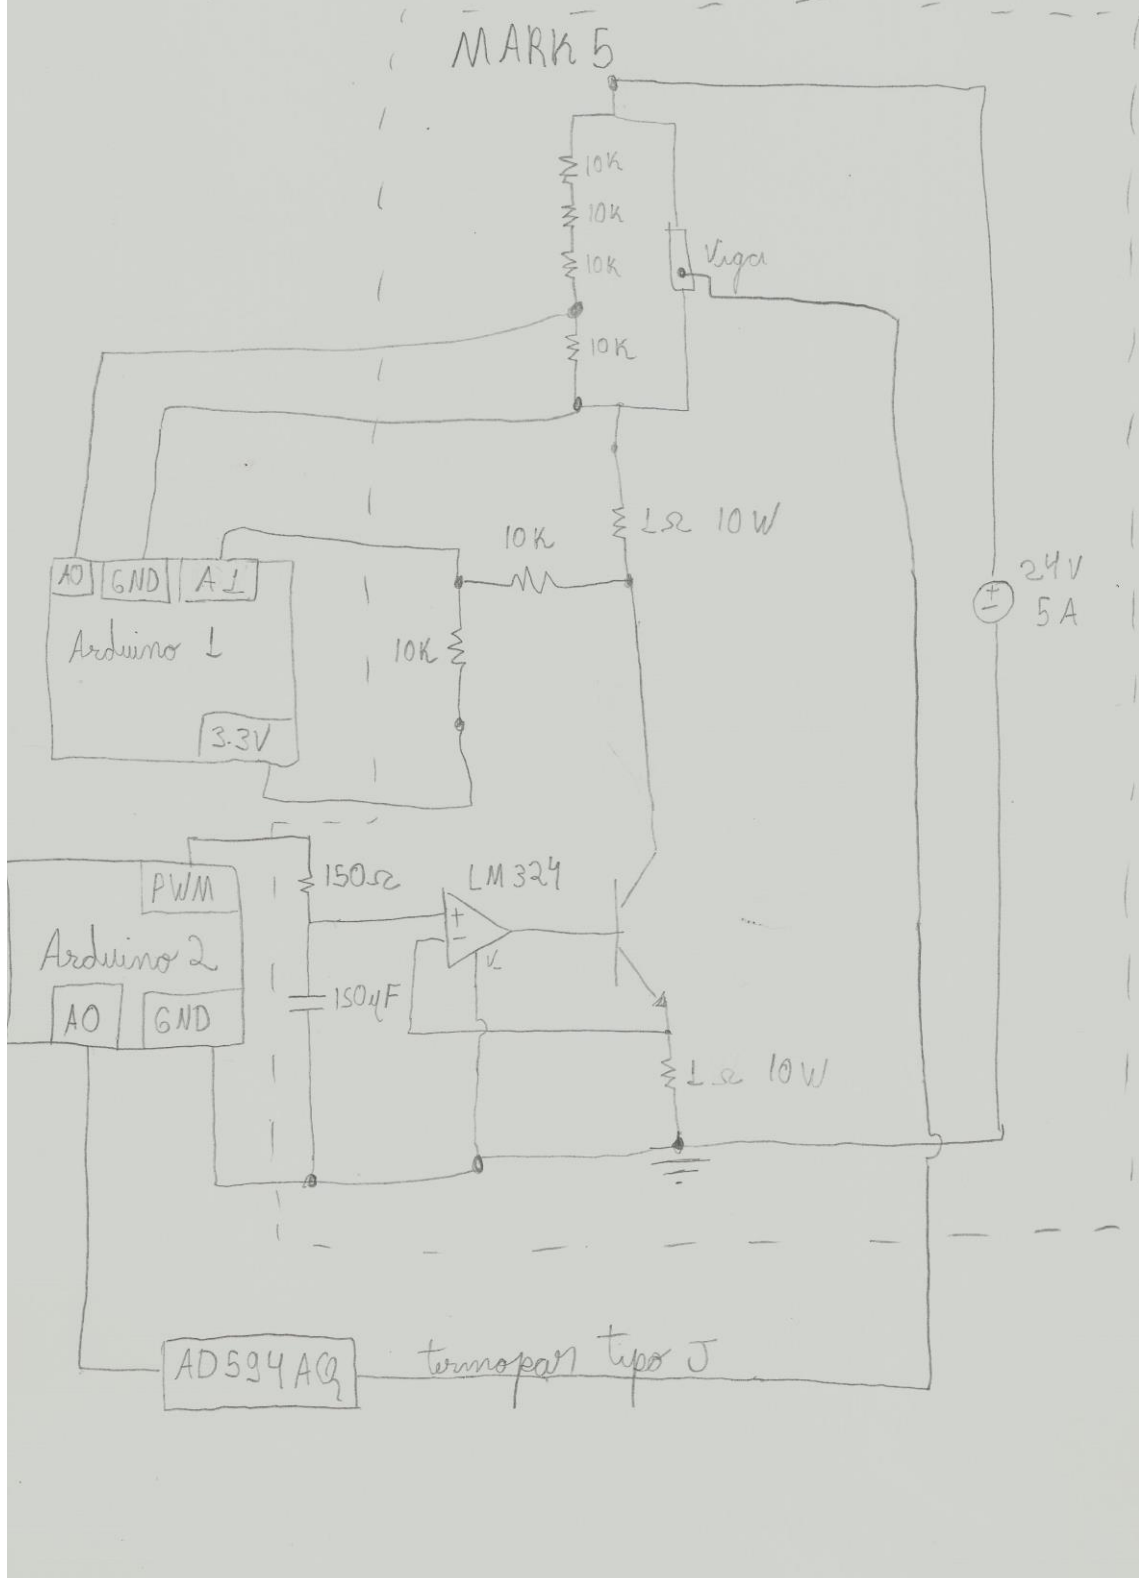 MARK 5
10K
10K
10K
Viga
10K
1Ω 10W
10K
24V
5A
A0 GND A1
Arduino 1
10K
3.3V
PWM
150Ω
LM324
+
-
V-
Arduino 2
150µF
A0 GND
1Ω 10W
AD594AQ
termopar tipo J